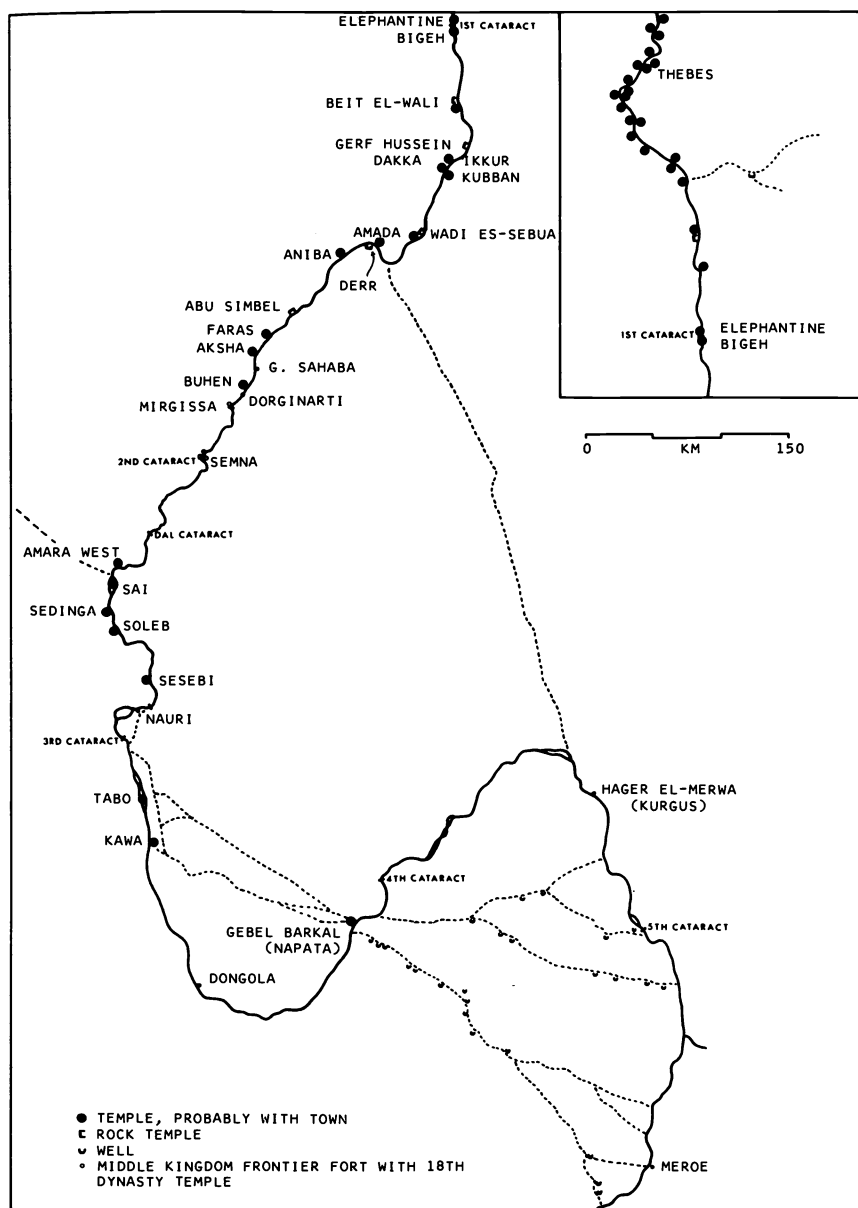 ELEPHANTINE
1ST CATARACT
BIGEH
BEIT EL-WALI
GERF HUSSEIN
DAKKA
IKKUR
KUBBAN
AMADA
WADI ES-SEBUA
ANIBA
DERR
ABU SIMBEL
FARAS
AKSHA
G. SAHABA
BUHEN
DORGINARTI
MIRGISSA
2ND CATARACT
SEMNA
DAL CATARACT
AMARA WEST
SAI
SEDINGA
SOLEB
SESEBI
NAURI
3RD CATARACT
TABO
KAWA
HAGER EL-MERWA
(KURGUS)
4TH CATARACT
GEBEL BARKAL
(NAPATA)
5TH CATARACT
DONGOLA
MEROE
THEBES
1ST CATARACT
ELEPHANTINE
BIGEH
0 KM 150
TEMPLE, PROBABLY WITH TOWN
ROCK TEMPLE
WELL
MIDDLE KINGDOM FRONTIER FORT WITH 18TH
DYNASTY TEMPLE